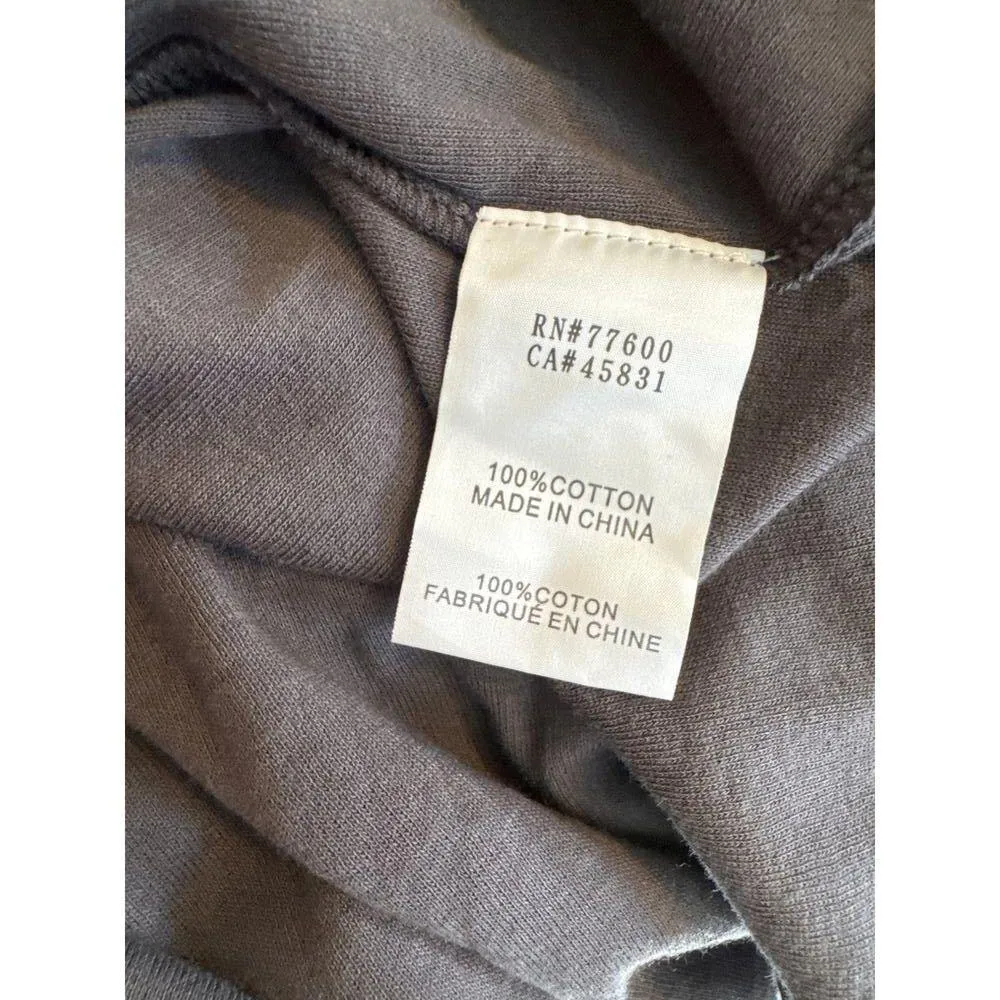 RN#77600
CA#45831
100%COTTON
MADE IN CHINA
100%COTON
FABRIQUÉ EN CHINE